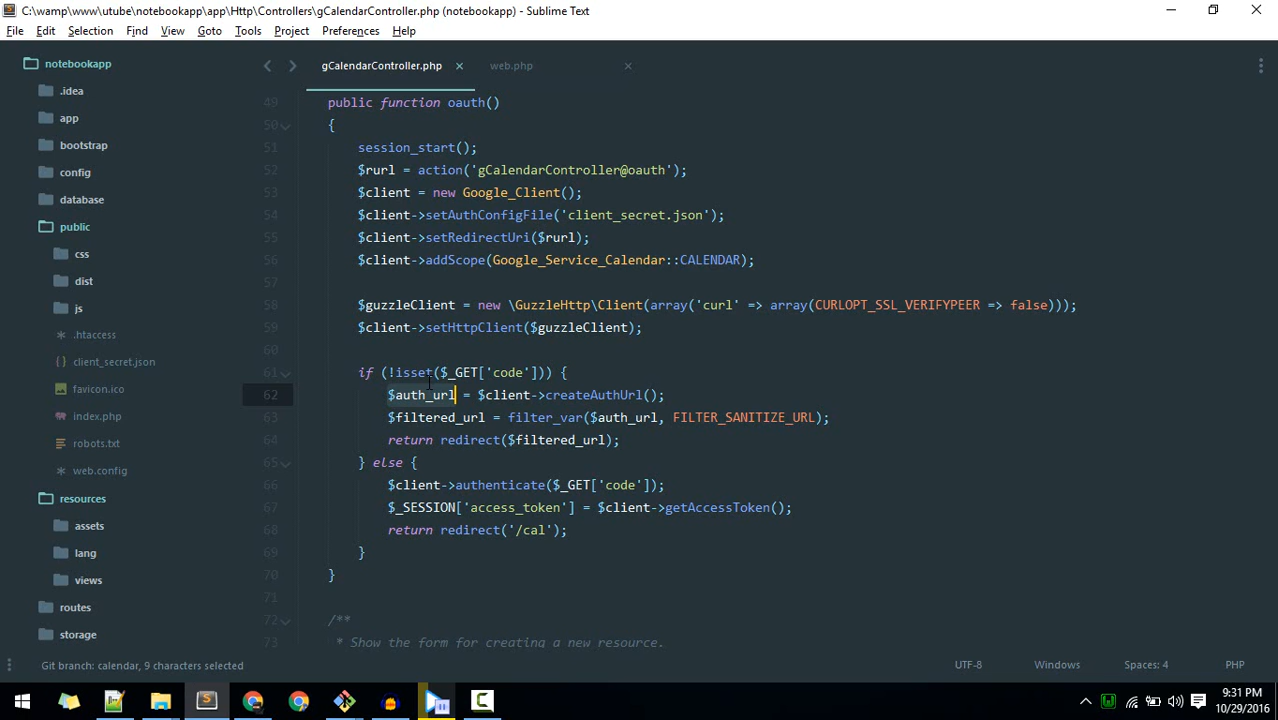 C:\wamp\www\utube\notebookapp\app\Http\Controllers\gCalendarController.php (notebookapp) - Sublime Text
File Edit Selection Find View Goto Tools Project Preferences Help
notebookapp
.idea
app
bootstrap
config
database
public
css
dist
js
.htaccess
client_secret.json
favicon.ico
index.php
robots.txt
web.config
resources
assets
lang
views
routes
storage
gCalendarController.php × web.php ×
49 public function oauth()
50 {
51 session_start();
52 $rurl = action('gCalendarController@oauth');
53 $client = new Google_Client();
54 $client->setAuthConfigFile('client_secret.json');
55 $client->setRedirectUri($rurl);
56 $client->addScope(Google_Service_Calendar::CALENDAR);
57
58 $guzzleClient = new \GuzzleHttp\Client(array('curl' => array(CURLOPT_SSL_VERIFYPEER => false)));
59 $client->setHttpClient($guzzleClient);
60
61 if (!isset($_GET['code'])) {
62 $auth_url = $client->createAuthUrl();
63 $filtered_url = filter_var($auth_url, FILTER_SANITIZE_URL);
64 return redirect($filtered_url);
65 } else {
66 $client->authenticate($_GET['code']);
67 $_SESSION['access_token'] = $client->getAccessToken();
68 return redirect('/cal');
69 }
70 }
71
72 /**
73 * Show the form for creating a new resource.
Git branch: calendar, 9 characters selected UTF-8 Windows Spaces: 4 PHP
9:31 PM
10/29/2016